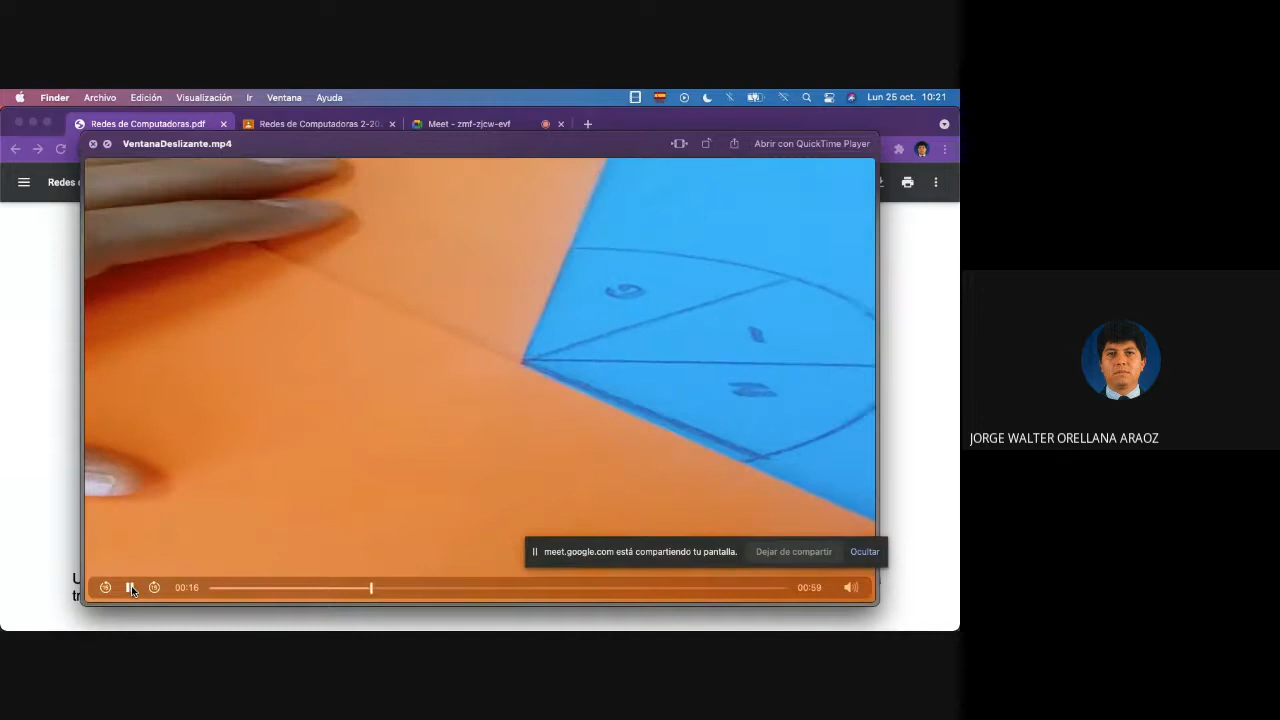 Finder Archivo Edición Visualización Ir Ventana Ayuda Lun 25 oct. 10:21
Redes de Computadoras.pdf Redes de Computadoras 2-20 Meet - zmf-zjcw-evf
VentanaDeslizante.mp4 Abrir con QuickTime Player
Redes
meet.google.com está compartiendo tu pantalla. Dejar de compartir Ocultar
00:16 00:59
JORGE WALTER ORELLANA ARAOZ